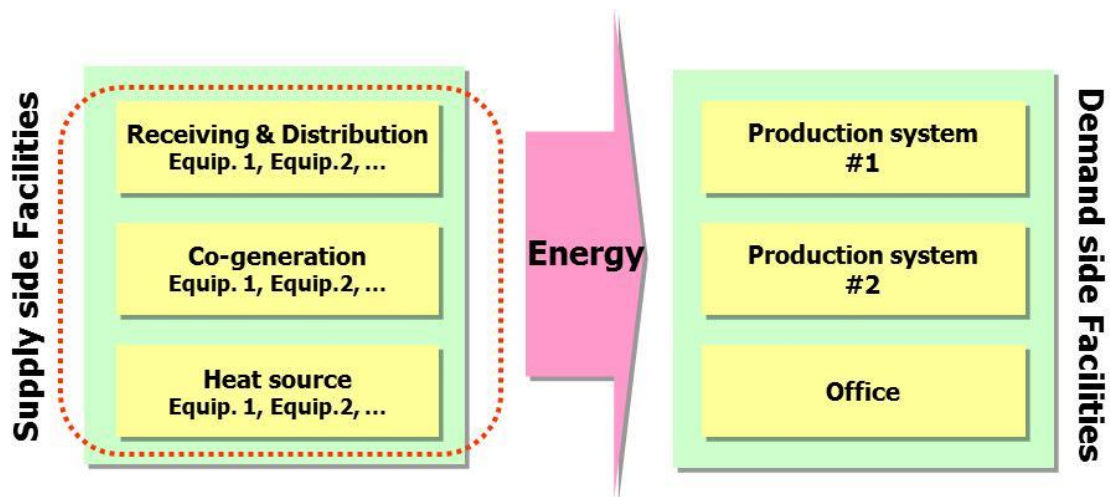 Supply side Facilities
Receiving & Distribution
Equip. 1, Equip.2, ...
Co-generation
Equip. 1, Equip.2, ...
Heat source
Equip. 1, Equip.2, ...
Energy
Production system
#1
Production system
#2
Office
Demand side Facilities